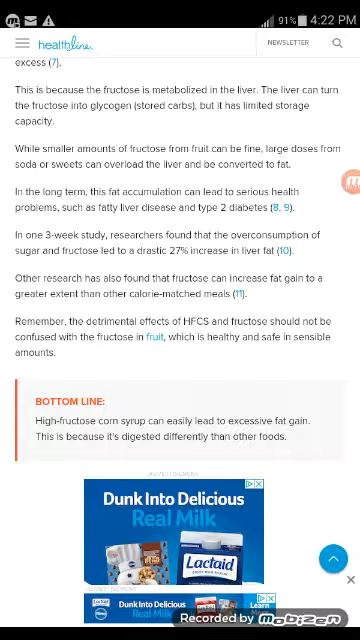 91% 4:22 PM
healthline
NEWSLETTER
excess (7).
This is because the fructose is metabolized in the liver. The liver can turn
the fructose into glycogen (stored carbs), but it has limited storage
capacity.
While smaller amounts of fructose from fruit can be fine, large doses from
soda or sweets can overload the liver and be converted to fat.
In the long term, this fat accumulation can lead to serious health
problems, such as fatty liver disease and type 2 diabetes (8, 9).
In one 3-week study, researchers found that the overconsumption of
sugar and fructose led to a drastic 27% increase in liver fat (10).
Other research has also found that fructose can increase fat gain to a
greater extent than other calorie-matched meals (11).
Remember, the detrimental effects of HFCS and fructose should not be
confused with the fructose in fruit, which is healthy and safe in sensible
amounts.
BOTTOM LINE:
High-fructose corn syrup can easily lead to excessive fat gain.
This is because it's digested differently than other foods.
ADVERTISEMENT
Dunk Into Delicious
Real Milk
Pillsbury
Lactaid
ADVERTISEMENT
Dunk Into Delicious
Real Milk
Learn
Recorded by mobizen